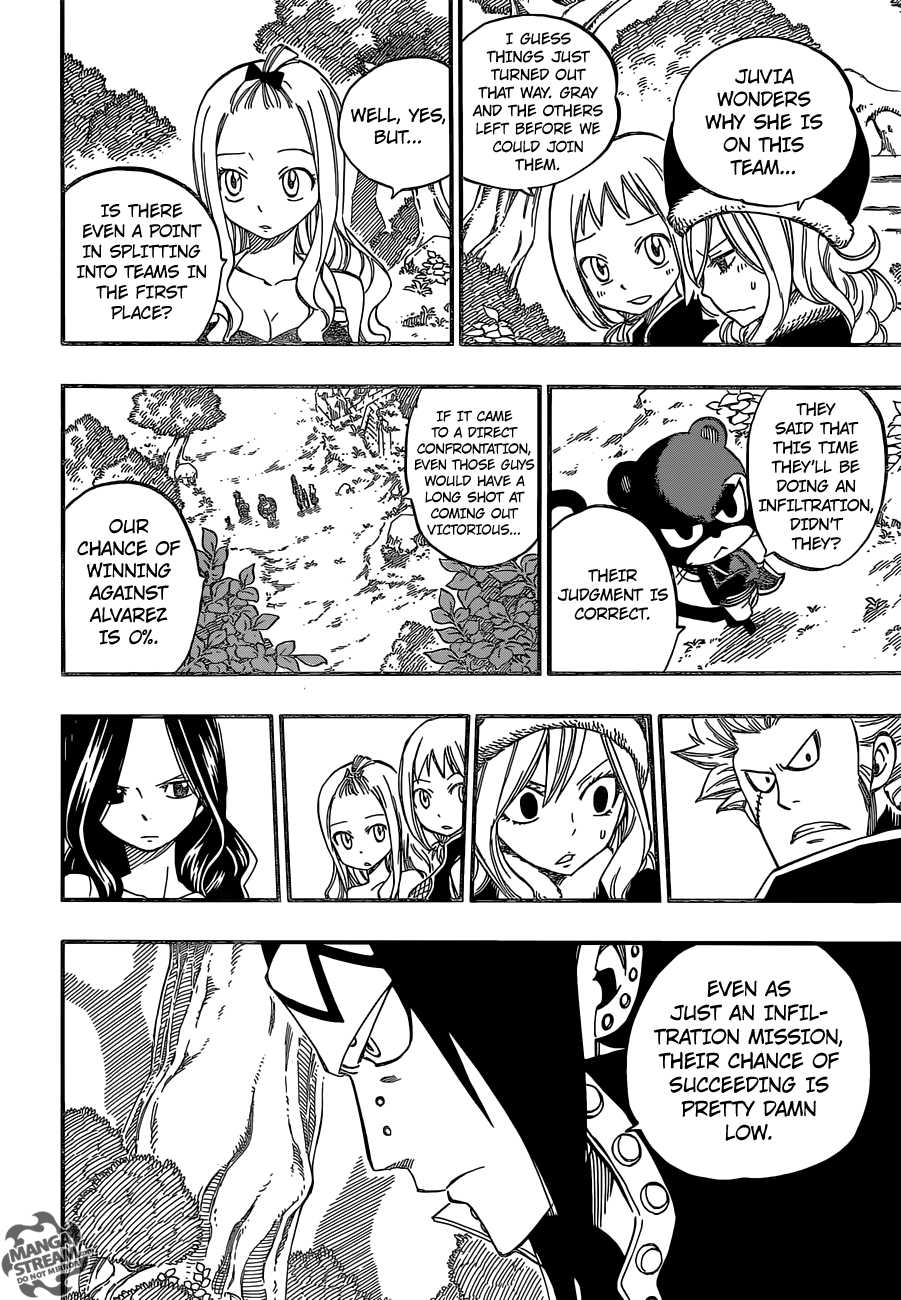 JUVIA
WONDERS
WHY SHE IS
ON THIS
TEAM...
I GUESS
THINGS JUST
TURNED OUT
THAT WAY. GRAY
AND THE OTHERS
LEFT BEFORE WE
COULD JOIN
THEM.
WELL, YES,
BUT...
IS THERE
EVEN A POINT
IN SPLITTING
INTO TEAMS IN
THE FIRST
PLACE?
THEY
SAID THAT
THIS TIME
THEY'LL BE
DOING AN
INFILTRATION,
DIDN'T
THEY?
THEIR
JUDGMENT IS
CORRECT.
IF IT CAME
TO A DIRECT
CONFRONTATION,
EVEN THOSE GUYS
WOULD HAVE A
LONG SHOT AT
COMING OUT
VICTORIOUS...
OUR
CHANCE OF
WINNING
AGAINST
ALVAREZ
IS 0%.
EVEN AS
JUST AN INFIL-
TRATION MISSION,
THEIR CHANCE OF
SUCCEEDING IS
PRETTY DAMN
LOW.
MANGA
STREAM
DO NOT MIRROR